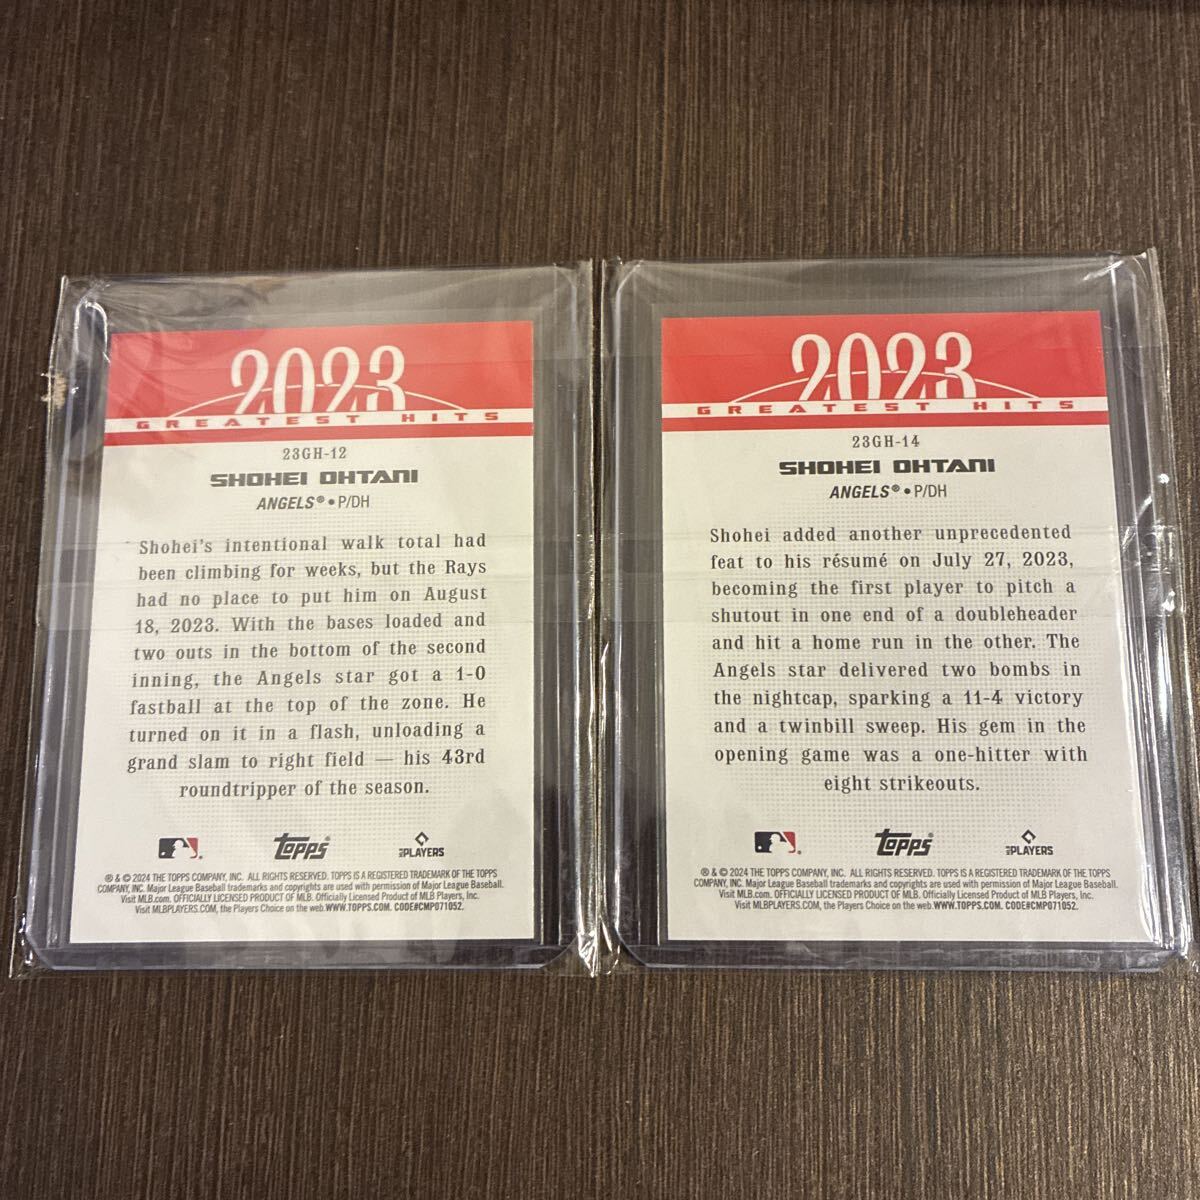 2023
GREATEST HITS
23GH-12
SHOHEI OHTANI
ANGELS® • P/DH
Shohei's intentional walk total had
been climbing for weeks, but the Rays
had no place to put him on August
18, 2023. With the bases loaded and
two outs in the bottom of the second
inning, the Angels star got a 1-0
fastball at the top of the zone. He
turned on it in a flash, unloading a
grand slam to right field — his 43rd
roundtripper of the season.
Topps®
PLAYERS
® & © 2024 THE TOPPS COMPANY, INC. ALL RIGHTS RESERVED. TOPPS IS A REGISTERED TRADEMARK OF THE TOPPS
COMPANY, INC. Major League Baseball trademarks and copyrights are used with permission of Major League Baseball.
Visit MLB.com. OFFICIALLY LICENSED PRODUCT OF MLB. Officially Licensed Product of MLB Players, Inc.
Visit MLBPLAYERS.COM, the Players Choice on the web. WWW.TOPPS.COM. CODE#CMP071052.
2023
GREATEST HITS
23GH-14
SHOHEI OHTANI
ANGELS® • P/DH
Shohei added another unprecedented
feat to his résumé on July 27, 2023,
becoming the first player to pitch a
shutout in one end of a doubleheader
and hit a home run in the other. The
Angels star delivered two bombs in
the nightcap, sparking a 11-4 victory
and a twinbill sweep. His gem in the
opening game was a one-hitter with
eight strikeouts.
Topps®
PLAYERS
® & © 2024 THE TOPPS COMPANY, INC. ALL RIGHTS RESERVED. TOPPS IS A REGISTERED TRADEMARK OF THE TOPPS
COMPANY, INC. Major League Baseball trademarks and copyrights are used with permission of Major League Baseball.
Visit MLB.com. OFFICIALLY LICENSED PRODUCT OF MLB. Officially Licensed Product of MLB Players, Inc.
Visit MLBPLAYERS.COM, the Players Choice on the web. WWW.TOPPS.COM. CODE#CMP071052.